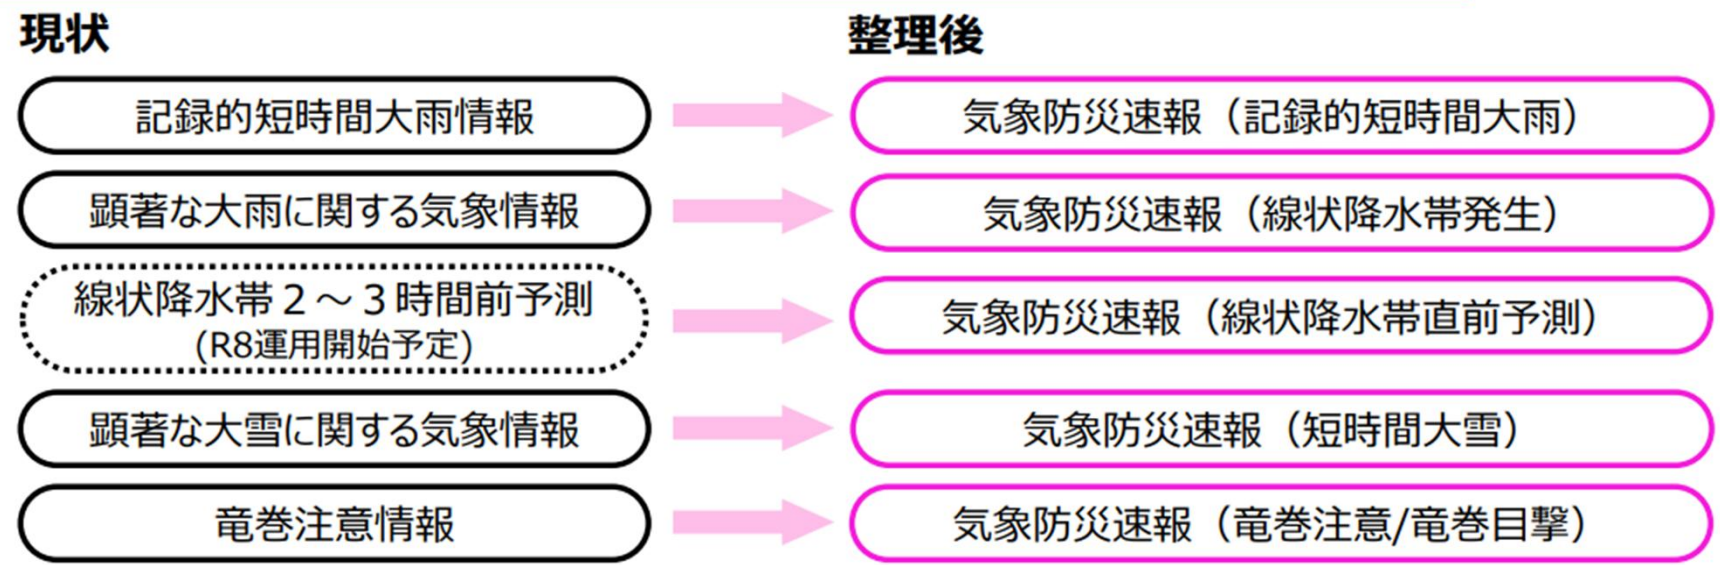 現状
整理後
記録的短時間大雨情報
気象防災速報（記録的短時間大雨）
顕著な大雨に関する気象情報
気象防災速報（線状降水帯発生）
線状降水帯２～３時間前予測
(R8運用開始予定)
気象防災速報（線状降水帯直前予測）
顕著な大雪に関する気象情報
気象防災速報（短時間大雪）
竜巻注意情報
気象防災速報（竜巻注意/竜巻目撃）